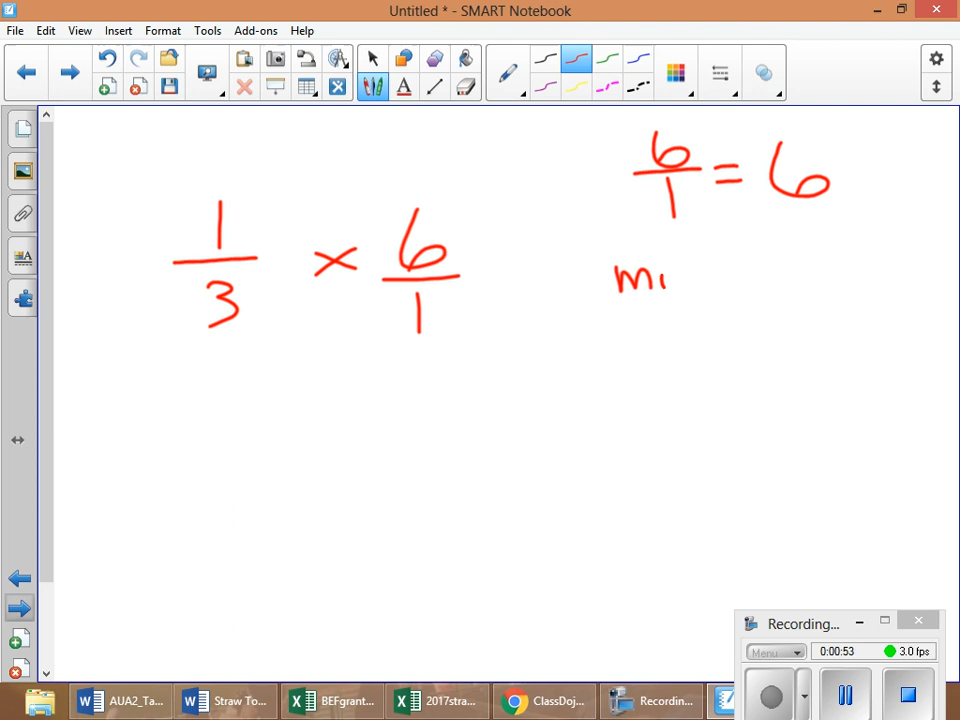 Untitled * - SMART Notebook
File Edit View Insert Format Tools Add-ons Help
6/1 = 6
1/3 × 6/1
mi
Recording...
Menu 0:00:53 3.0 fps
AUA2_Ta... Straw To... BEFgrant... 2017stra... ClassDoj... Recording...